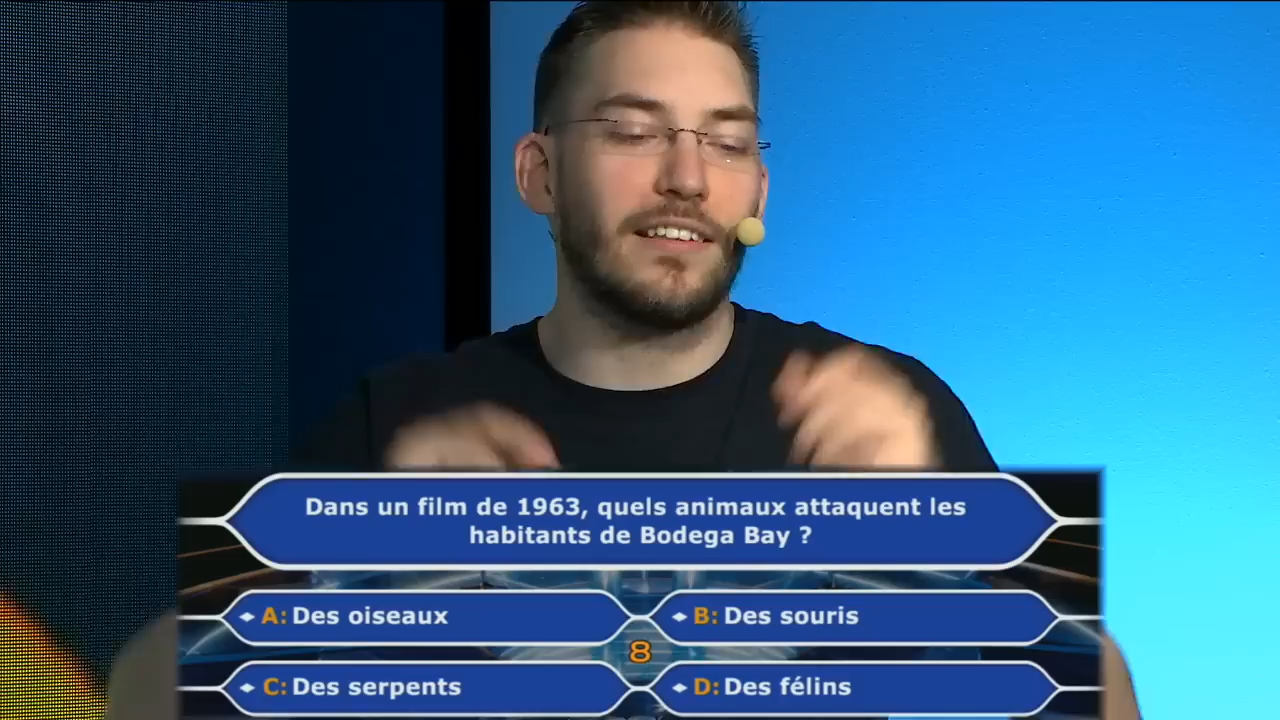 Dans un film de 1963, quels animaux attaquent les
habitants de Bodega Bay ?
A: Des oiseaux
B: Des souris
8
C: Des serpents
D: Des félins